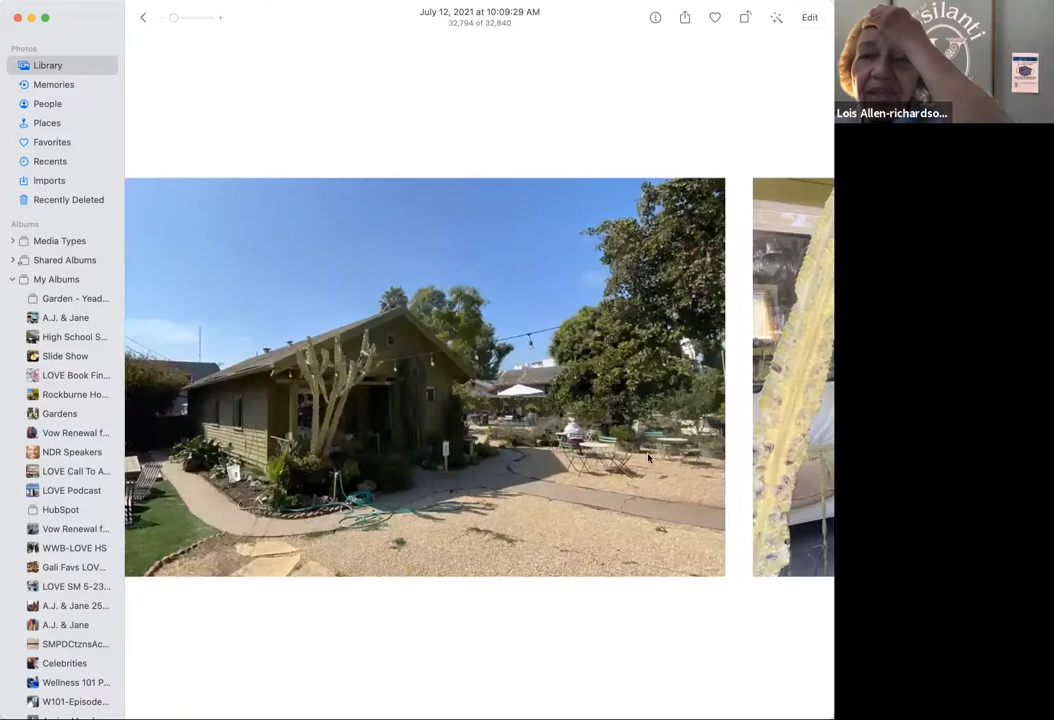 July 12, 2021 at 10:09:29 AM
32,794 of 32,840
Edit
Photos
Library
Memories
People
Places
Favorites
Recents
Imports
Recently Deleted
Albums
Media Types
Shared Albums
My Albums
Garden - Yead...
A.J. & Jane
High School S...
Slide Show
LOVE Book Fin...
Rockburne Ho...
Gardens
Vow Renewal f...
NDR Speakers
LOVE Call To A...
LOVE Podcast
HubSpot
Vow Renewal f...
WWB-LOVE HS
Gali Favs LOV...
LOVE SM 5-23...
A.J. & Jane 25...
A.J. & Jane
SMPDCtznsAc...
Celebrities
Wellness 101 P...
W101-Episode...
silanti
Lois Allen-richardso...